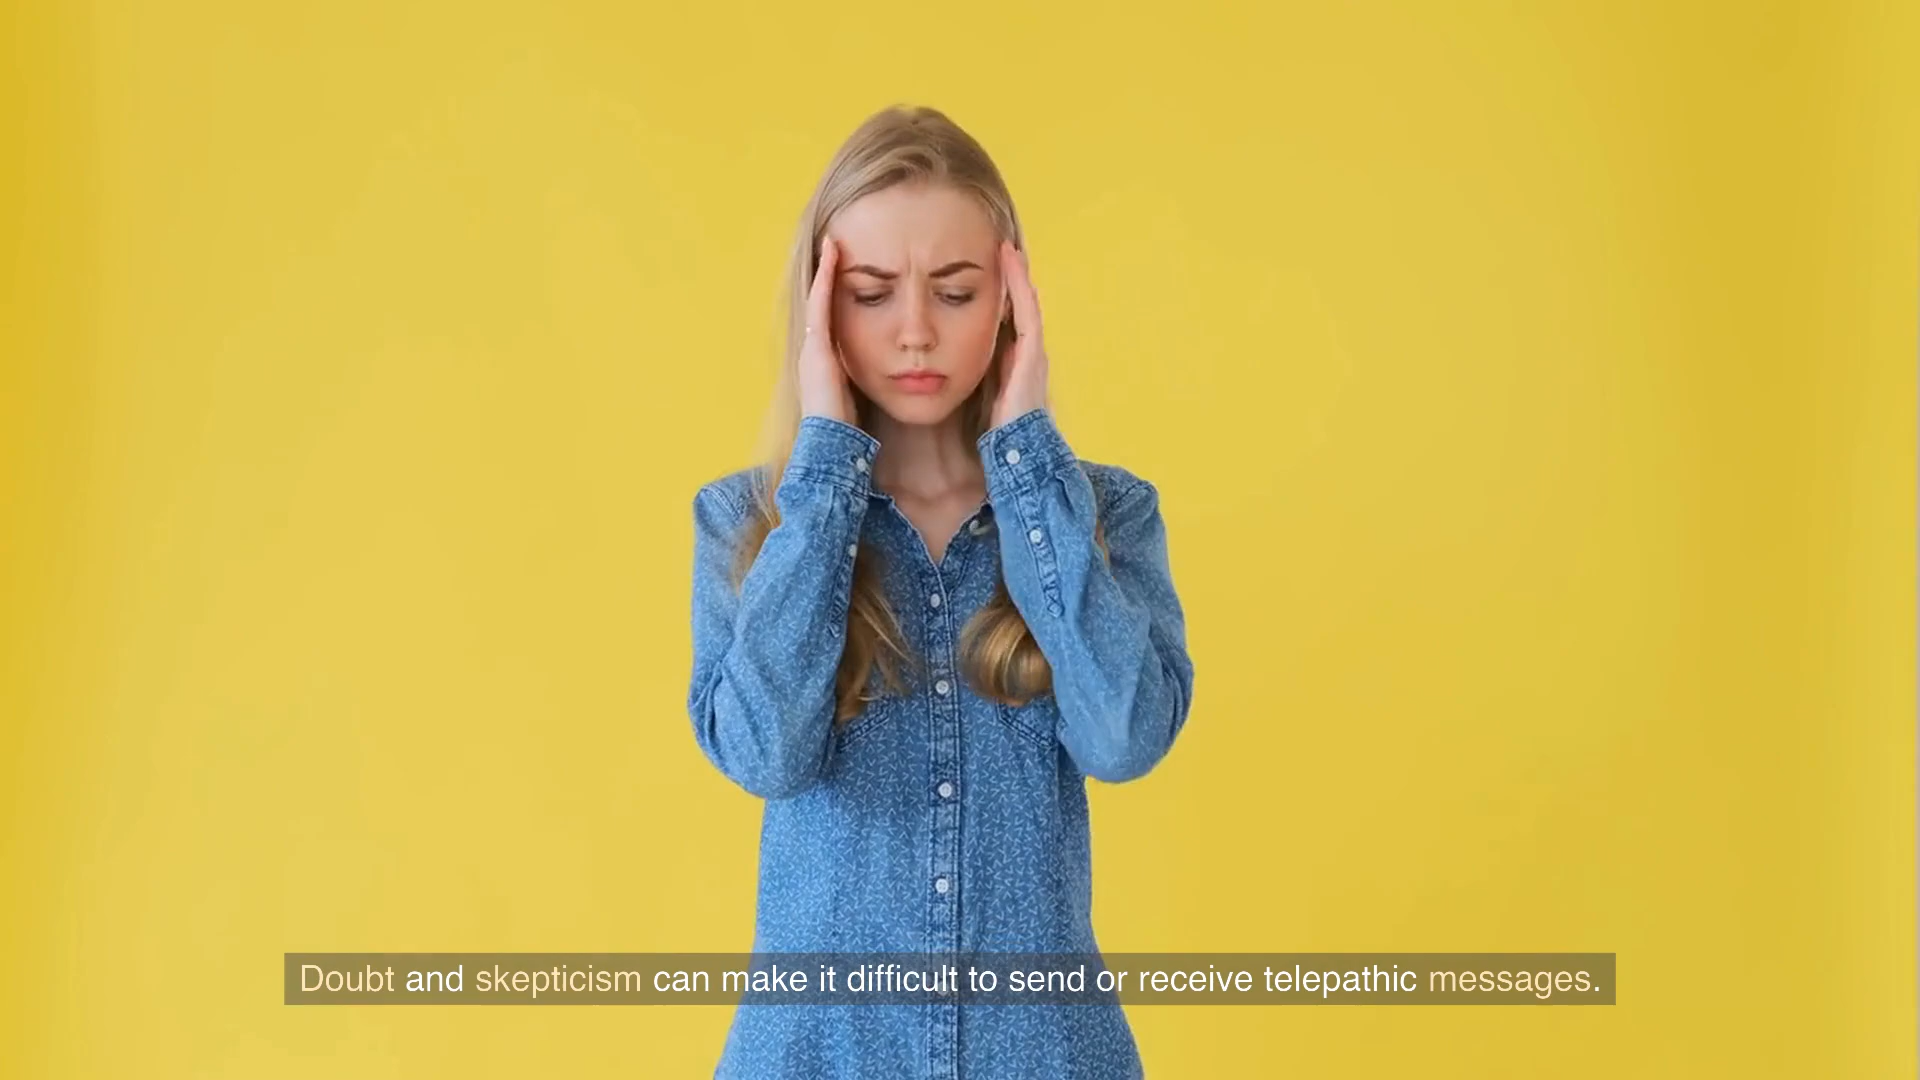 Doubt and skepticism can make it difficult to send or receive telepathic messages.